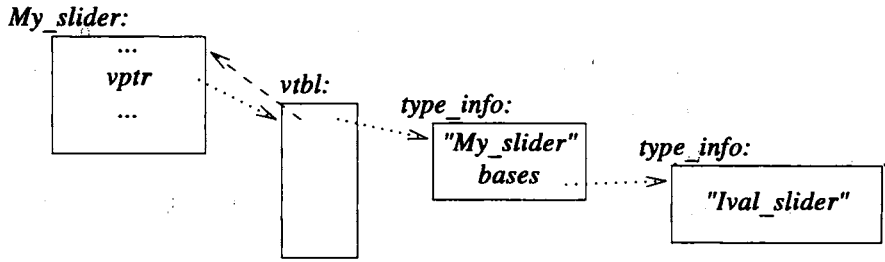 My_slider:
...
vptr
...
vtbl:
type_info:
"My_slider"
bases
type_info:
"Ival_slider"